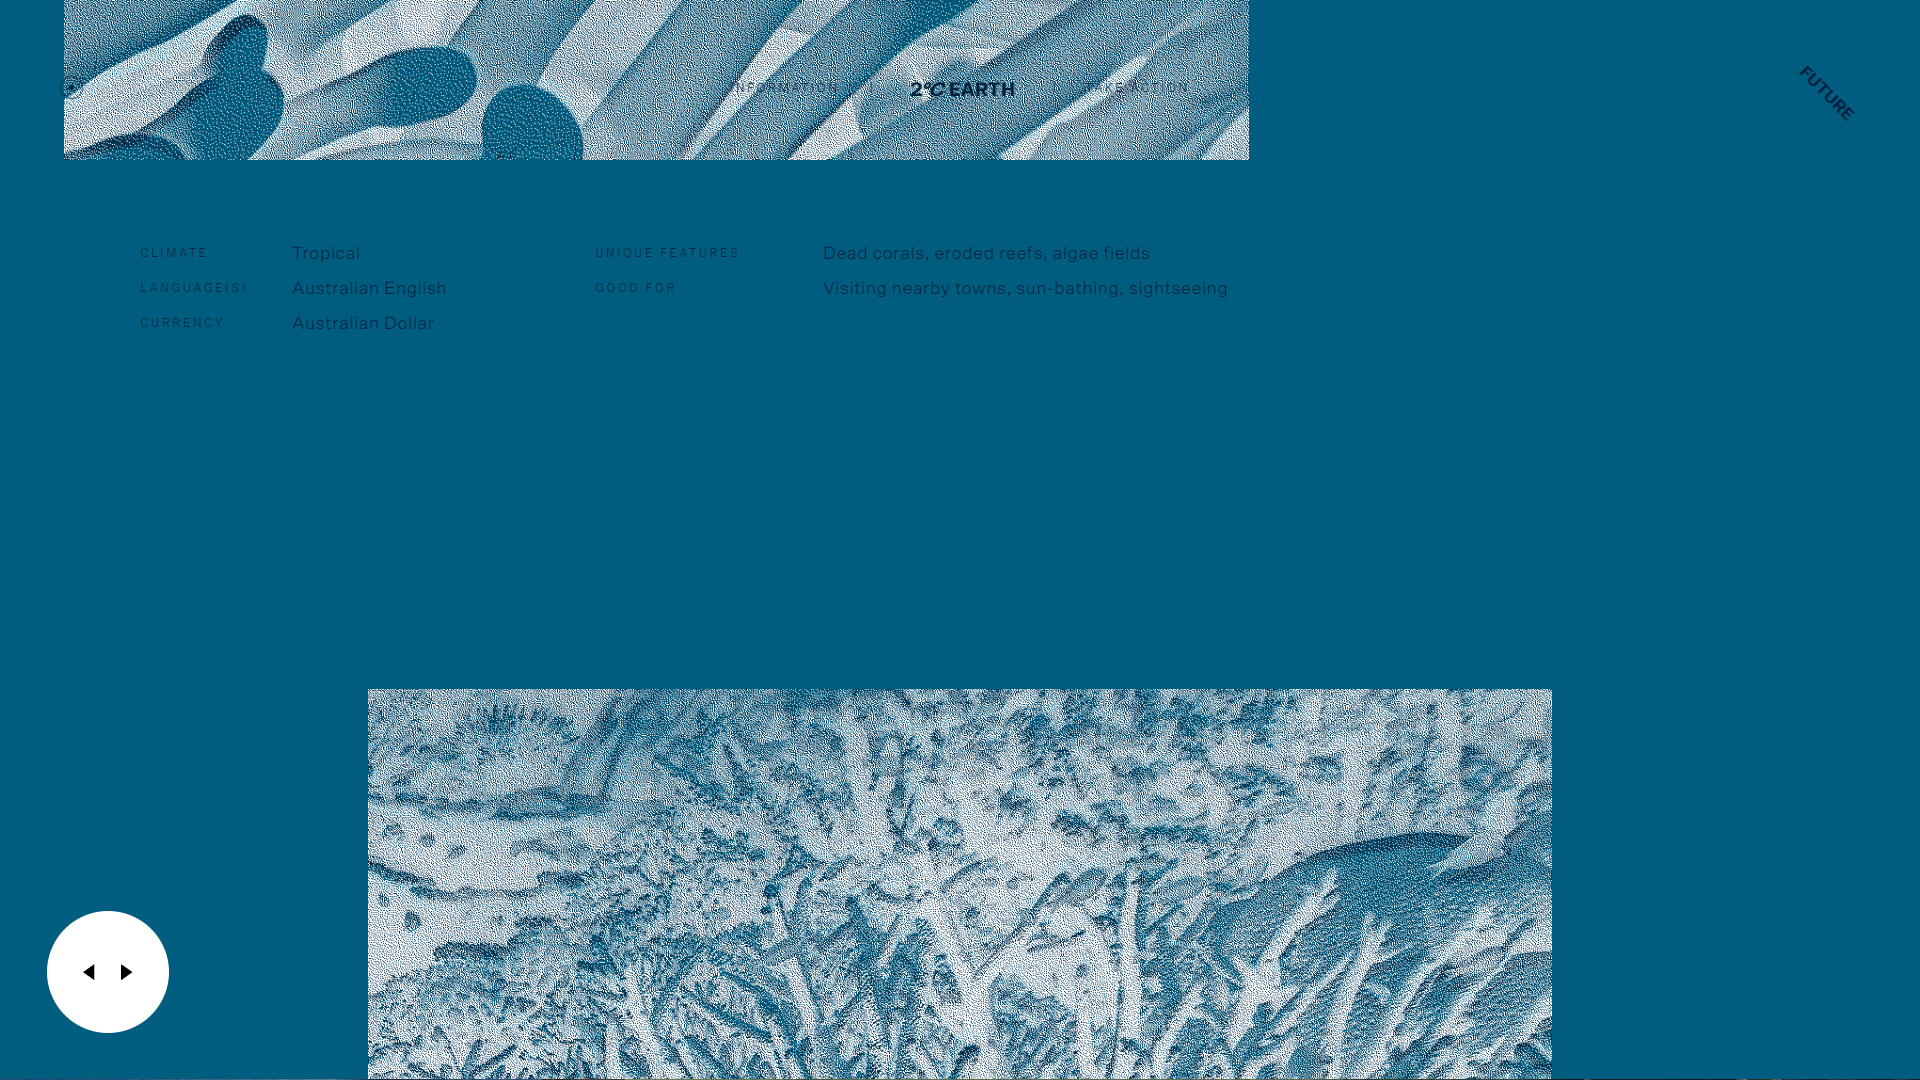 INFORMATION
2°C EARTH
TAKE ACTION
FUTURE
CLIMATE Tropical
LANGUAGE(S) Australian English
CURRENCY Australian Dollar
UNIQUE FEATURES Dead corals, eroded reefs, algae fields
GOOD FOR Visiting nearby towns, sun-bathing, sightseeing